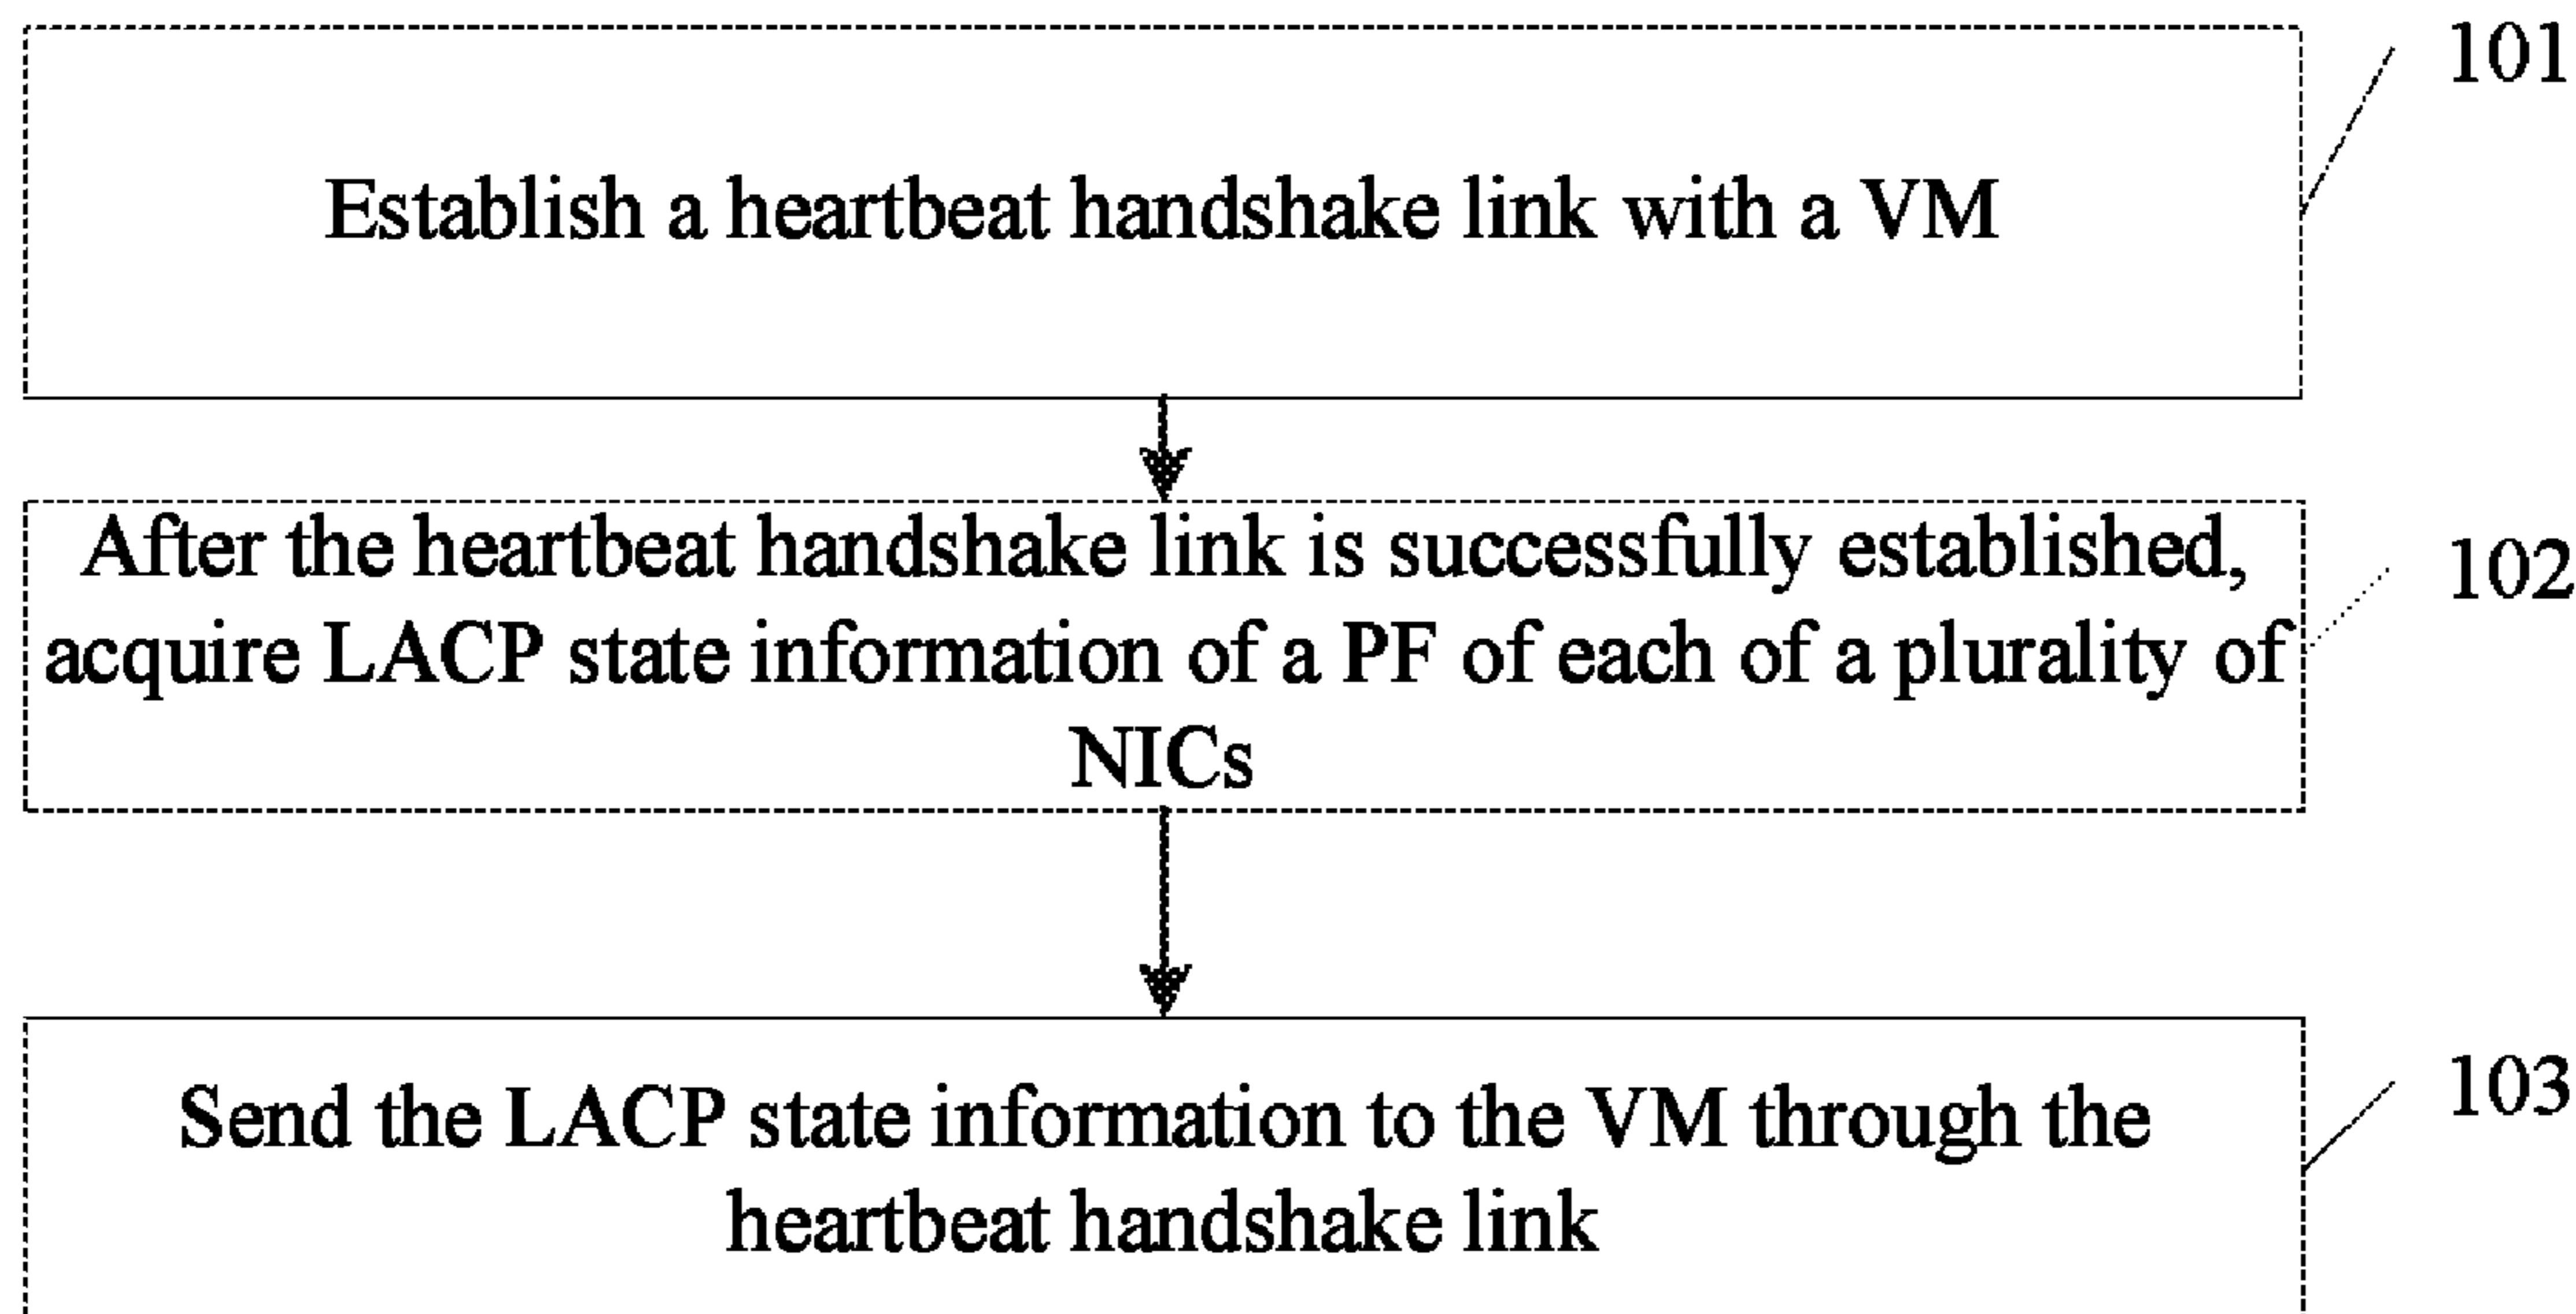 101
Establish a heartbeat handshake link with a VM
After the heartbeat handshake link is successfully established,
102
acquire LACP state information of a PF of each of a plurality of
NICs
103
Send the LACP state information to the VM through the
heartbeat handshake link